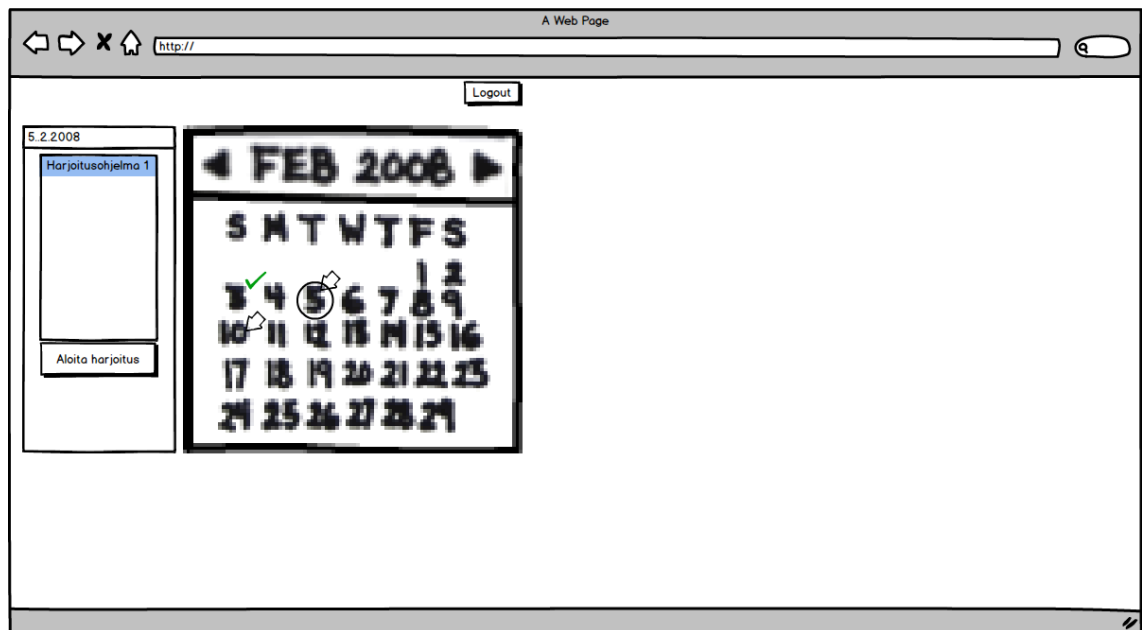 A Web Page
http://
Logout
5..2.2008
Harjoitusohjelma 1
Aloita harjoitus
FEB 2008
S M T W T F S
1 2
3 4 5 6 7 8 9
10 11 12 13 14 15 16
17 18 19 20 21 22 23
24 25 26 27 28 29